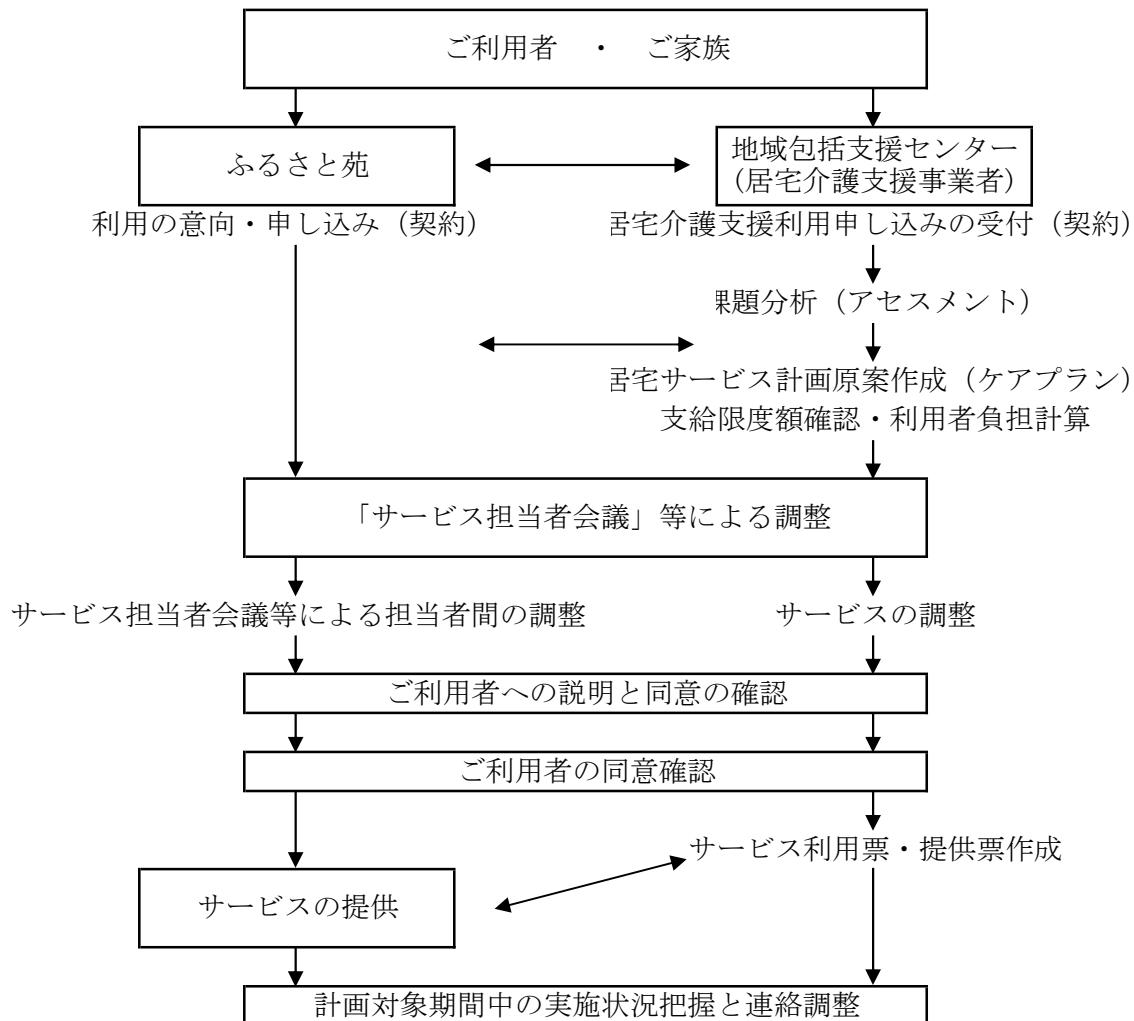 ご利用者　・　ご家族
ふるさと苑
地域包括支援センター
（居宅介護支援事業者）
利用の意向・申し込み（契約）
居宅介護支援利用申し込みの受付（契約）
課題分析（アセスメント）
居宅サービス計画原案作成（ケアプラン）
支給限度額確認・利用者負担計算
「サービス担当者会議」等による調整
サービス担当者会議等による担当者間の調整
サービスの調整
ご利用者への説明と同意の確認
ご利用者の同意確認
サービス利用票・提供票作成
サービスの提供
計画対象期間中の実施状況把握と連絡調整